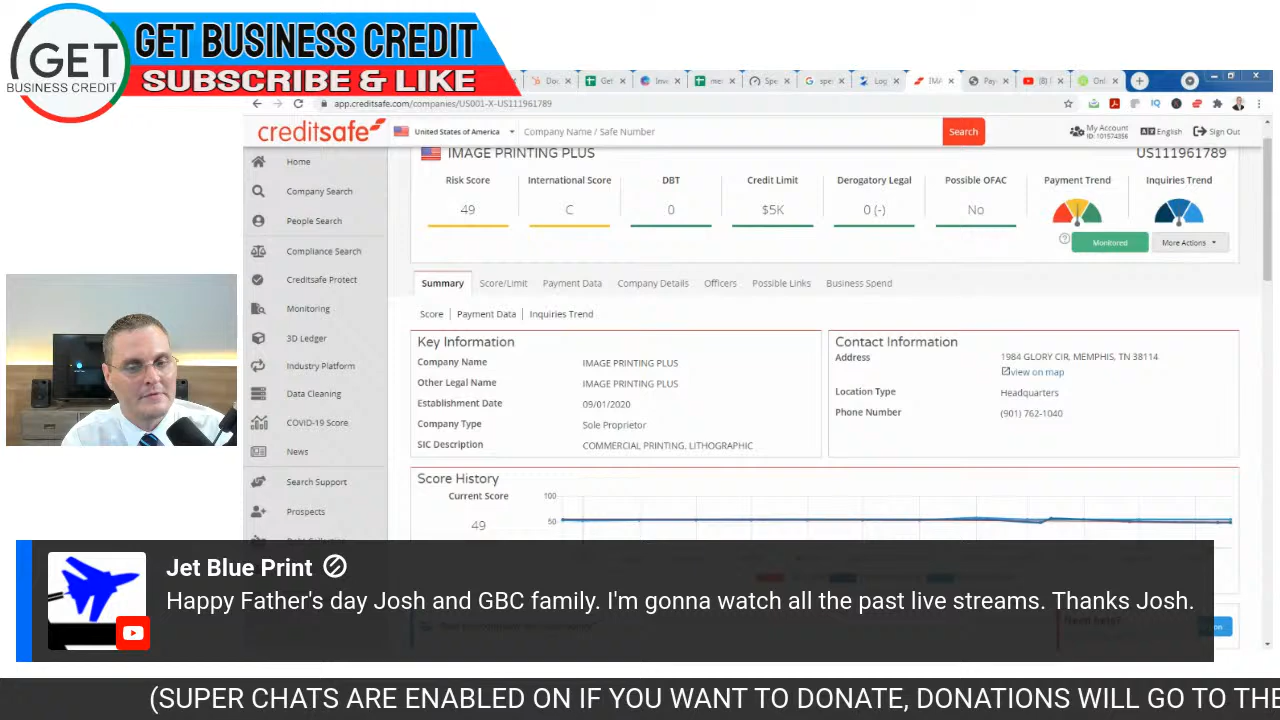 GET
BUSINESS CREDIT
GET BUSINESS CREDIT
SUBSCRIBE & LIKE
app.creditsafe.com/companies/US001-X-US111961789
creditsafe
United States of America
Company Name / Safe Number
Search
My Account
ID: 101574856
English
Sign Out
Home
Company Search
People Search
Compliance Search
Creditsafe Protect
Monitoring
3D Ledger
Industry Platform
Data Cleaning
COVID-19 Score
News
Search Support
Prospects
IMAGE PRINTING PLUS
US111961789
Risk Score
49
International Score
C
DBT
0
Credit Limit
$5K
Derogatory Legal
0 (-)
Possible OFAC
No
Payment Trend
Inquiries Trend
Monitored
More Actions
Summary
Score/Limit
Payment Data
Company Details
Officers
Possible Links
Business Spend
Score | Payment Data | Inquiries Trend
Key Information
Company Name IMAGE PRINTING PLUS
Other Legal Name IMAGE PRINTING PLUS
Establishment Date 09/01/2020
Company Type Sole Proprietor
SIC Description COMMERCIAL PRINTING, LITHOGRAPHIC
Contact Information
Address 1984 GLORY CIR, MEMPHIS, TN 38114
view on map
Location Type Headquarters
Phone Number (901) 762-1040
Score History
Current Score
49
100
50
Jet Blue Print
Happy Father's day Josh and GBC family. I'm gonna watch all the past live streams. Thanks Josh.
(SUPER CHATS ARE ENABLED ON IF YOU WANT TO DONATE, DONATIONS WILL GO TO THE